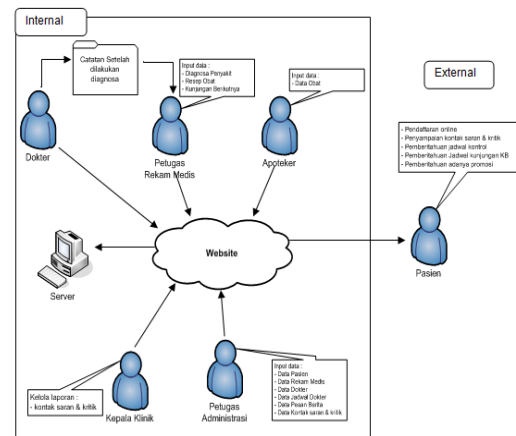 Internal
External
Catatan Setelah
dilakukan
diagnosa
Input data :
- Diagnosa Penyakit
- Resep Obat
- Kunjungan Berikutnya
Input data :
- Data Obat
- Pendaftaran online
- Penyampaian kontak saran & kritik
- Pemberitahuan jadwal kontrol
- Pemberitahuan Jadwal kunjungan KB
- Pemberitahuan adanya promosi
Dokter
Petugas
Rekam Medis
Apoteker
Website
Server
Pasien
Kelola laporan :
- kontak saran & kritik
Kepala Klinik
Petugas
Administrasi
Input data :
- Data Pasien
- Data Rekam Medis
- Data Dokter
- Data Jadwal Dokter
- Data Pesan Berita
- Data Kontak saran & kritik